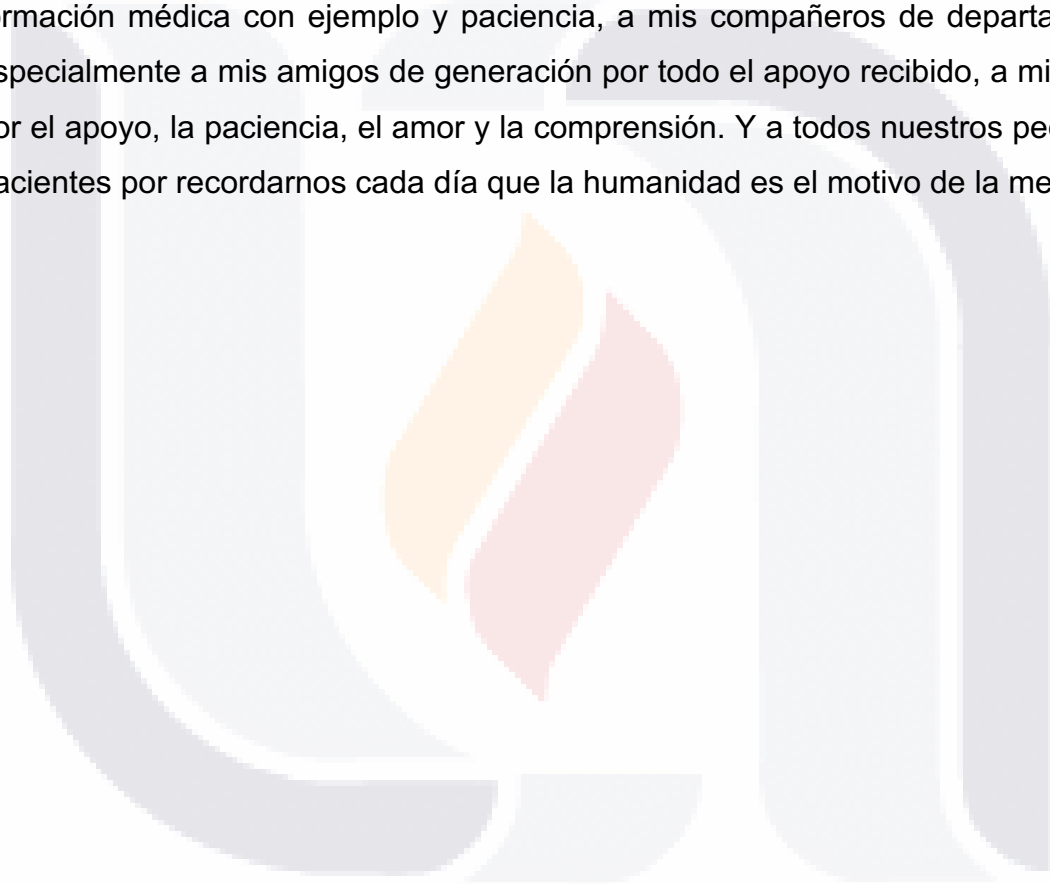 rmación médica con ejemplo y paciencia, a mis compañeros de departa
specialmente a mis amigos de generación por todo el apoyo recibido, a mi
or el apoyo, la paciencia, el amor y la comprensión. Y a todos nuestros pe
acientes por recordarnos cada día que la humanidad es el motivo de la me